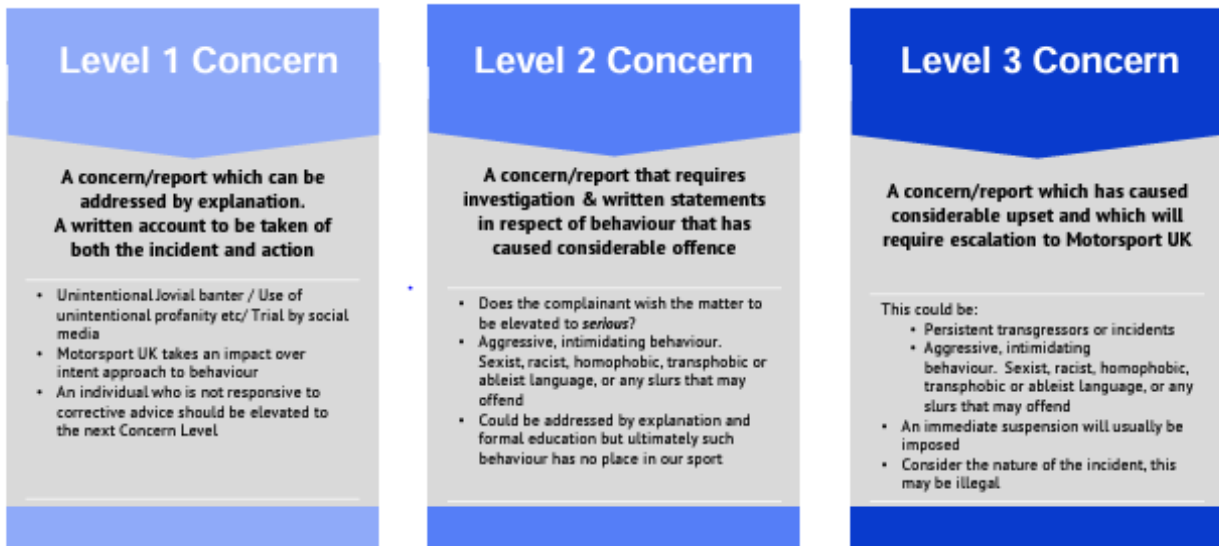 Level 1 Concern
A concern/report which can be
addressed by explanation.
A written account to be taken of
both the incident and action
• Unintentional Jovial banter / Use of
unintentional profanity etc/ Trial by social
media
• Motorsport UK takes an impact over
intent approach to behaviour
• An individual who is not responsive to
corrective advice should be elevated to
the next Concern Level
Level 2 Concern
A concern/report that requires
investigation & written statements
in respect of behaviour that has
caused considerable offence
• Does the complainant wish the matter to
be elevated to serious?
• Aggressive, intimidating behaviour.
Sexist, racist, homophobic, transphobic or
ableist language, or any slurs that may
offend
• Could be addressed by explanation and
formal education but ultimately such
behaviour has no place in our sport
Level 3 Concern
A concern/report which has caused
considerable upset and which will
require escalation to Motorsport UK
This could be:
• Persistent transgressors or incidents
• Aggressive, intimidating
behaviour. Sexist, racist, homophobic,
transphobic or ableist language, or any
slurs that may offend
• An immediate suspension will usually be
imposed
• Consider the nature of the incident, this
may be illegal